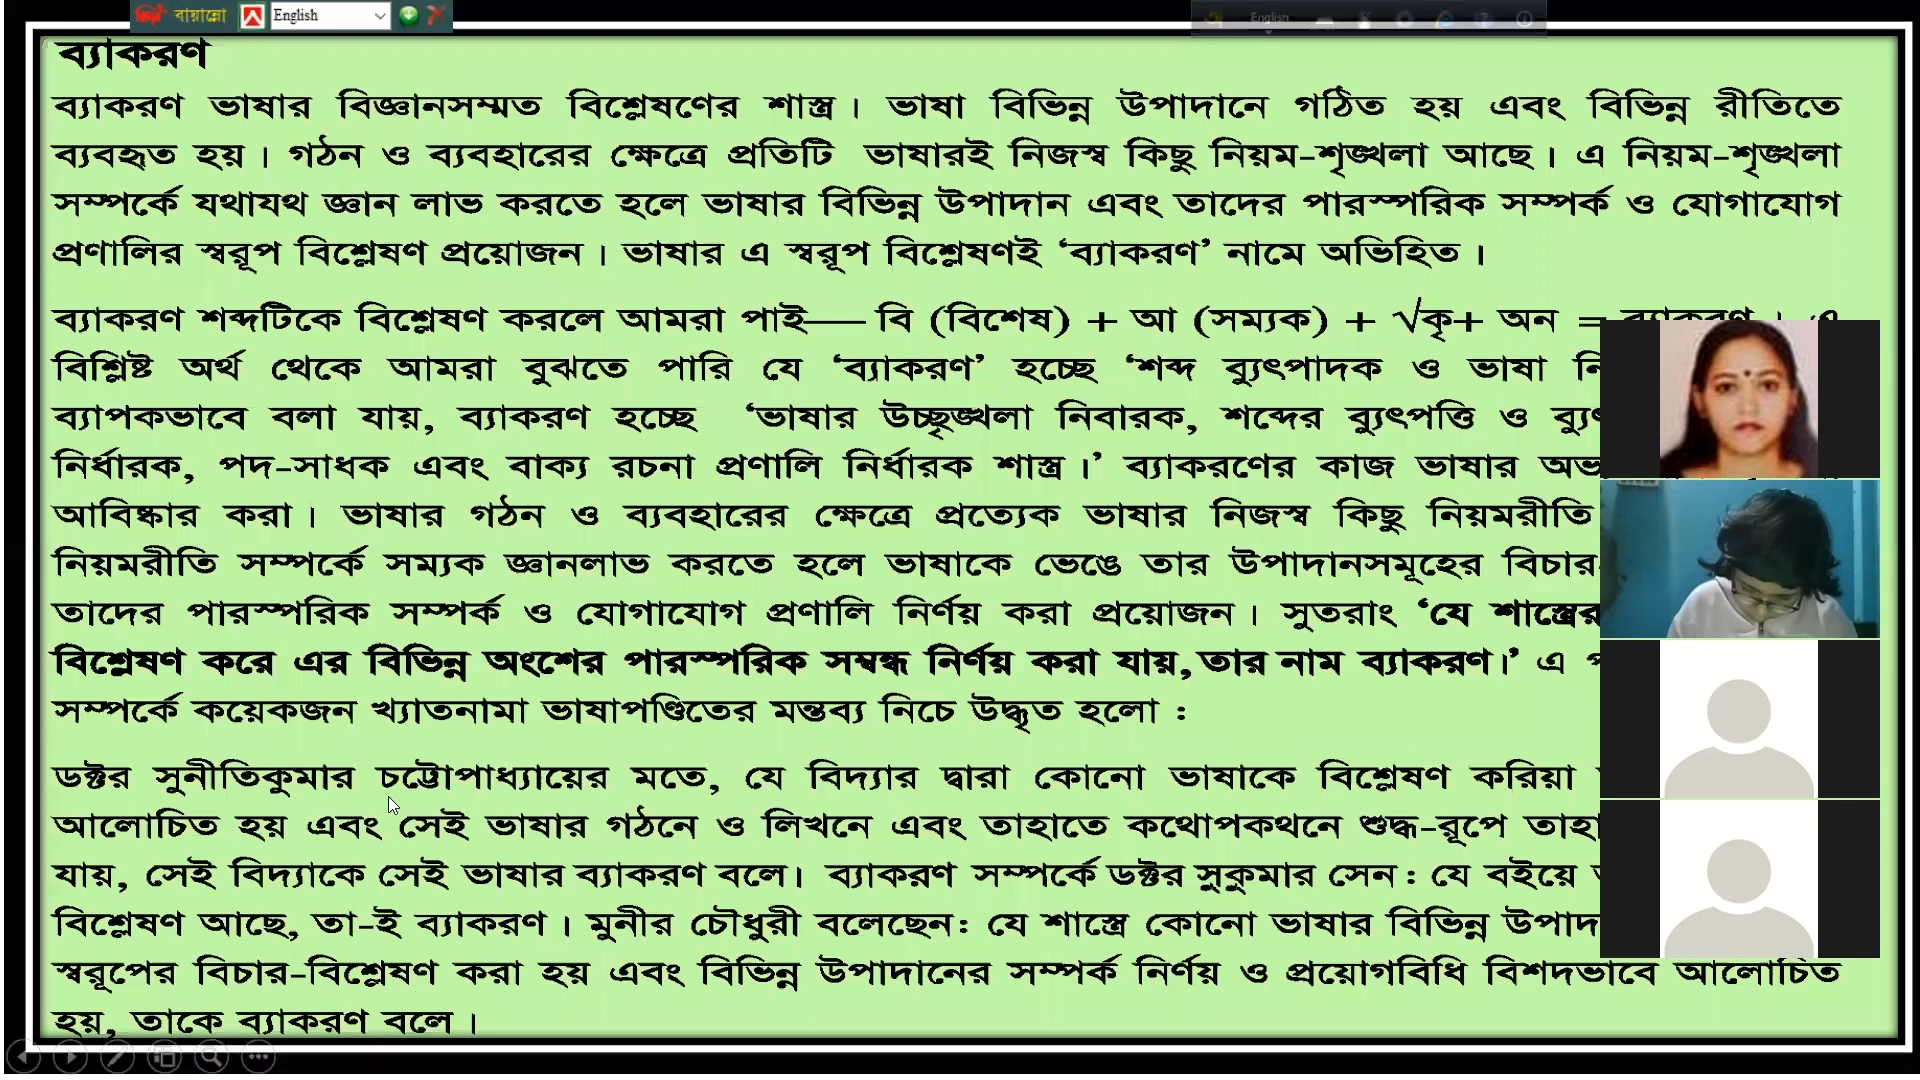 বায়ান্নো English English
ব্যাকরণ
ব্যাকরণ ভাষার বিজ্ঞানসম্মত বিশ্লেষণের শাস্ত্র। ভাষা বিভিন্ন উপাদানে গঠিত হয় এবং বিভিন্ন রীতিতে
ব্যবহৃত হয়। গঠন ও ব্যবহারের ক্ষেত্রে প্রতিটি ভাষারই নিজস্ব কিছু নিয়ম-শৃঙ্খলা আছে। এ নিয়ম-শৃঙ্খলা
সম্পর্কে যথাযথ জ্ঞান লাভ করতে হলে ভাষার বিভিন্ন উপাদান এবং তাদের পারস্পরিক সম্পর্ক ও যোগাযোগ
প্রণালির স্বরূপ বিশ্লেষণ প্রয়োজন। ভাষার এ স্বরূপ বিশ্লেষণই ‘ব্যাকরণ’ নামে অভিহিত।
ব্যাকরণ শব্দটিকে বিশ্লেষণ করলে আমরা পাই— বি (বিশেষ) + আ (সম্যক) + √কৃ+ অন = ব্যাকরণ। এ
বিশ্লিষ্ট অর্থ থেকে আমরা বুঝতে পারি যে ‘ব্যাকরণ’ হচ্ছে ‘শব্দ ব্যুৎপাদক ও ভাষা
ব্যাপকভাবে বলা যায়, ব্যাকরণ হচ্ছে ‘ভাষার উচ্ছৃঙ্খলা নিবারক, শব্দের ব্যুৎপত্তি ও
নির্ধারক, পদ-সাধক এবং বাক্য রচনা প্রণালি নির্ধারক শাস্ত্র।’ ব্যাকরণের কাজ ভাষার
আবিষ্কার করা। ভাষার গঠন ও ব্যবহারের ক্ষেত্রে প্রত্যেক ভাষার নিজস্ব কিছু নিয়মরীতি
নিয়মরীতি সম্পর্কে সম্যক জ্ঞানলাভ করতে হলে ভাষাকে ভেঙে তার উপাদানসমূহের বিচার
তাদের পারস্পরিক সম্পর্ক ও যোগাযোগ প্রণালি নির্ণয় করা প্রয়োজন। সুতরাং ‘যে শাস্ত্রের
বিশ্লেষণ করে এর বিভিন্ন অংশের পারস্পরিক সম্বন্ধ নির্ণয় করা যায়, তার নাম ব্যাকরণ।’ এ
সম্পর্কে কয়েকজন খ্যাতনামা ভাষাপণ্ডিতের মন্তব্য নিচে উদ্ধৃত হলো :
ডক্টর সুনীতিকুমার চট্টোপাধ্যায়ের মতে, যে বিদ্যার দ্বারা কোনো ভাষাকে বিশ্লেষণ করিয়া
আলোচিত হয় এবং সেই ভাষার গঠনে ও লিখনে এবং তাহাতে কথোপকথনে শুদ্ধ-রূপে
যায়, সেই বিদ্যাকে সেই ভাষার ব্যাকরণ বলে। ব্যাকরণ সম্পর্কে ডক্টর সুকুমার সেন: যে বইয়ে
বিশ্লেষণ আছে, তা-ই ব্যাকরণ। মুনীর চৌধুরী বলেছেন: যে শাস্ত্রে কোনো ভাষার বিভিন্ন
স্বরূপের বিচার-বিশ্লেষণ করা হয় এবং বিভিন্ন উপাদানের সম্পর্ক নির্ণয় ও প্রয়োগবিধি বিশদভাবে আলোচিত
হয়, তাকে ব্যাকরণ বলে।